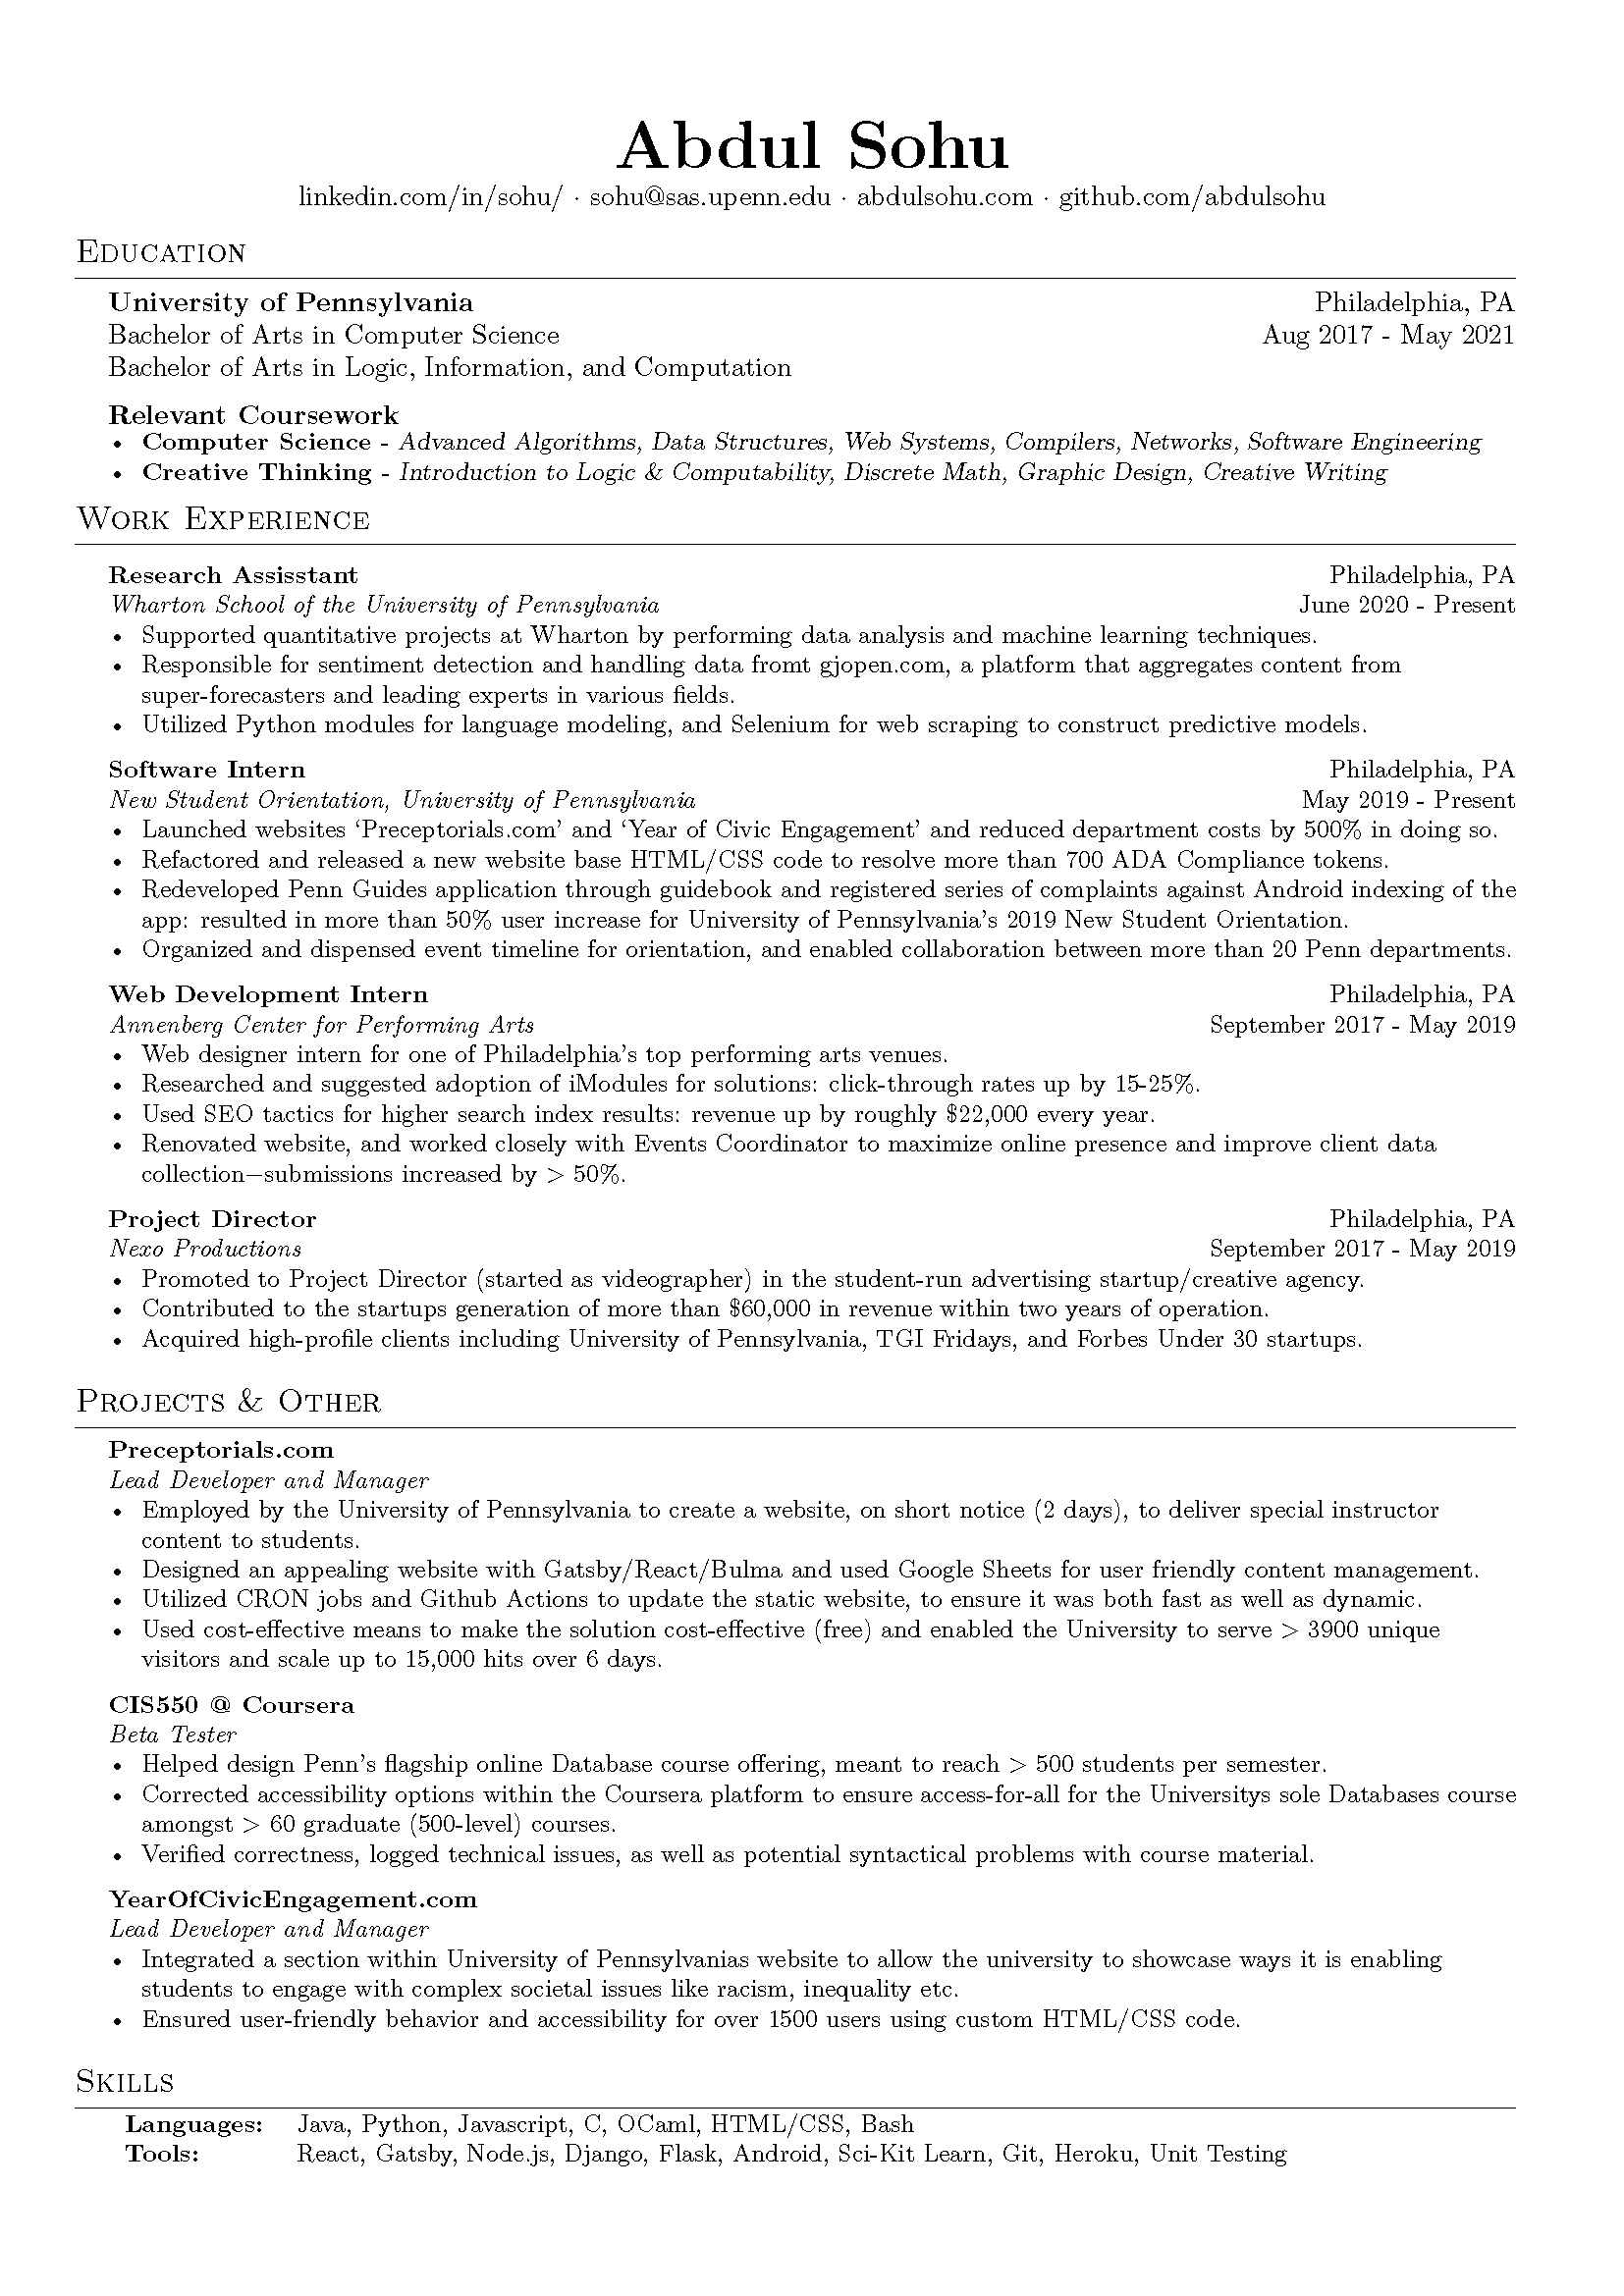 Abdul Sohu
linkedin.com/in/sohu/ · sohu@sas.upenn.edu · abdulsohu.com · github.com/abdulsohu
Education
University of Pennsylvania Philadelphia, PA
Bachelor of Arts in Computer Science Aug 2017 - May 2021
Bachelor of Arts in Logic, Information, and Computation
Relevant Coursework
• Computer Science - Advanced Algorithms, Data Structures, Web Systems, Compilers, Networks, Software Engineering
• Creative Thinking - Introduction to Logic & Computability, Discrete Math, Graphic Design, Creative Writing
Work Experience
Research Assisstant Philadelphia, PA
Wharton School of the University of Pennsylvania June 2020 - Present
• Supported quantitative projects at Wharton by performing data analysis and machine learning techniques.
• Responsible for sentiment detection and handling data fromt gjopen.com, a platform that aggregates content from
super-forecasters and leading experts in various fields.
• Utilized Python modules for language modeling, and Selenium for web scraping to construct predictive models.
Software Intern Philadelphia, PA
New Student Orientation, University of Pennsylvania May 2019 - Present
• Launched websites ‘Preceptorials.com’ and ‘Year of Civic Engagement’ and reduced department costs by 500% in doing so.
• Refactored and released a new website base HTML/CSS code to resolve more than 700 ADA Compliance tokens.
• Redeveloped Penn Guides application through guidebook and registered series of complaints against Android indexing of the
app: resulted in more than 50% user increase for University of Pennsylvania’s 2019 New Student Orientation.
• Organized and dispensed event timeline for orientation, and enabled collaboration between more than 20 Penn departments.
Web Development Intern Philadelphia, PA
Annenberg Center for Performing Arts September 2017 - May 2019
• Web designer intern for one of Philadelphia’s top performing arts venues.
• Researched and suggested adoption of iModules for solutions: click-through rates up by 15-25%.
• Used SEO tactics for higher search index results: revenue up by roughly $22,000 every year.
• Renovated website, and worked closely with Events Coordinator to maximize online presence and improve client data
collection−submissions increased by > 50%.
Project Director Philadelphia, PA
Nexo Productions September 2017 - May 2019
• Promoted to Project Director (started as videographer) in the student-run advertising startup/creative agency.
• Contributed to the startups generation of more than $60,000 in revenue within two years of operation.
• Acquired high-profile clients including University of Pennsylvania, TGI Fridays, and Forbes Under 30 startups.
Projects & Other
Preceptorials.com
Lead Developer and Manager
• Employed by the University of Pennsylvania to create a website, on short notice (2 days), to deliver special instructor
content to students.
• Designed an appealing website with Gatsby/React/Bulma and used Google Sheets for user friendly content management.
• Utilized CRON jobs and Github Actions to update the static website, to ensure it was both fast as well as dynamic.
• Used cost-effective means to make the solution cost-effective (free) and enabled the University to serve > 3900 unique
visitors and scale up to 15,000 hits over 6 days.
CIS550 @ Coursera
Beta Tester
• Helped design Penn’s flagship online Database course offering, meant to reach > 500 students per semester.
• Corrected accessibility options within the Coursera platform to ensure access-for-all for the Universitys sole Databases course
amongst > 60 graduate (500-level) courses.
• Verified correctness, logged technical issues, as well as potential syntactical problems with course material.
YearOfCivicEngagement.com
Lead Developer and Manager
• Integrated a section within University of Pennsylvanias website to allow the university to showcase ways it is enabling
students to engage with complex societal issues like racism, inequality etc.
• Ensured user-friendly behavior and accessibility for over 1500 users using custom HTML/CSS code.
Skills
Languages: Java, Python, Javascript, C, OCaml, HTML/CSS, Bash
Tools: React, Gatsby, Node.js, Django, Flask, Android, Sci-Kit Learn, Git, Heroku, Unit Testing